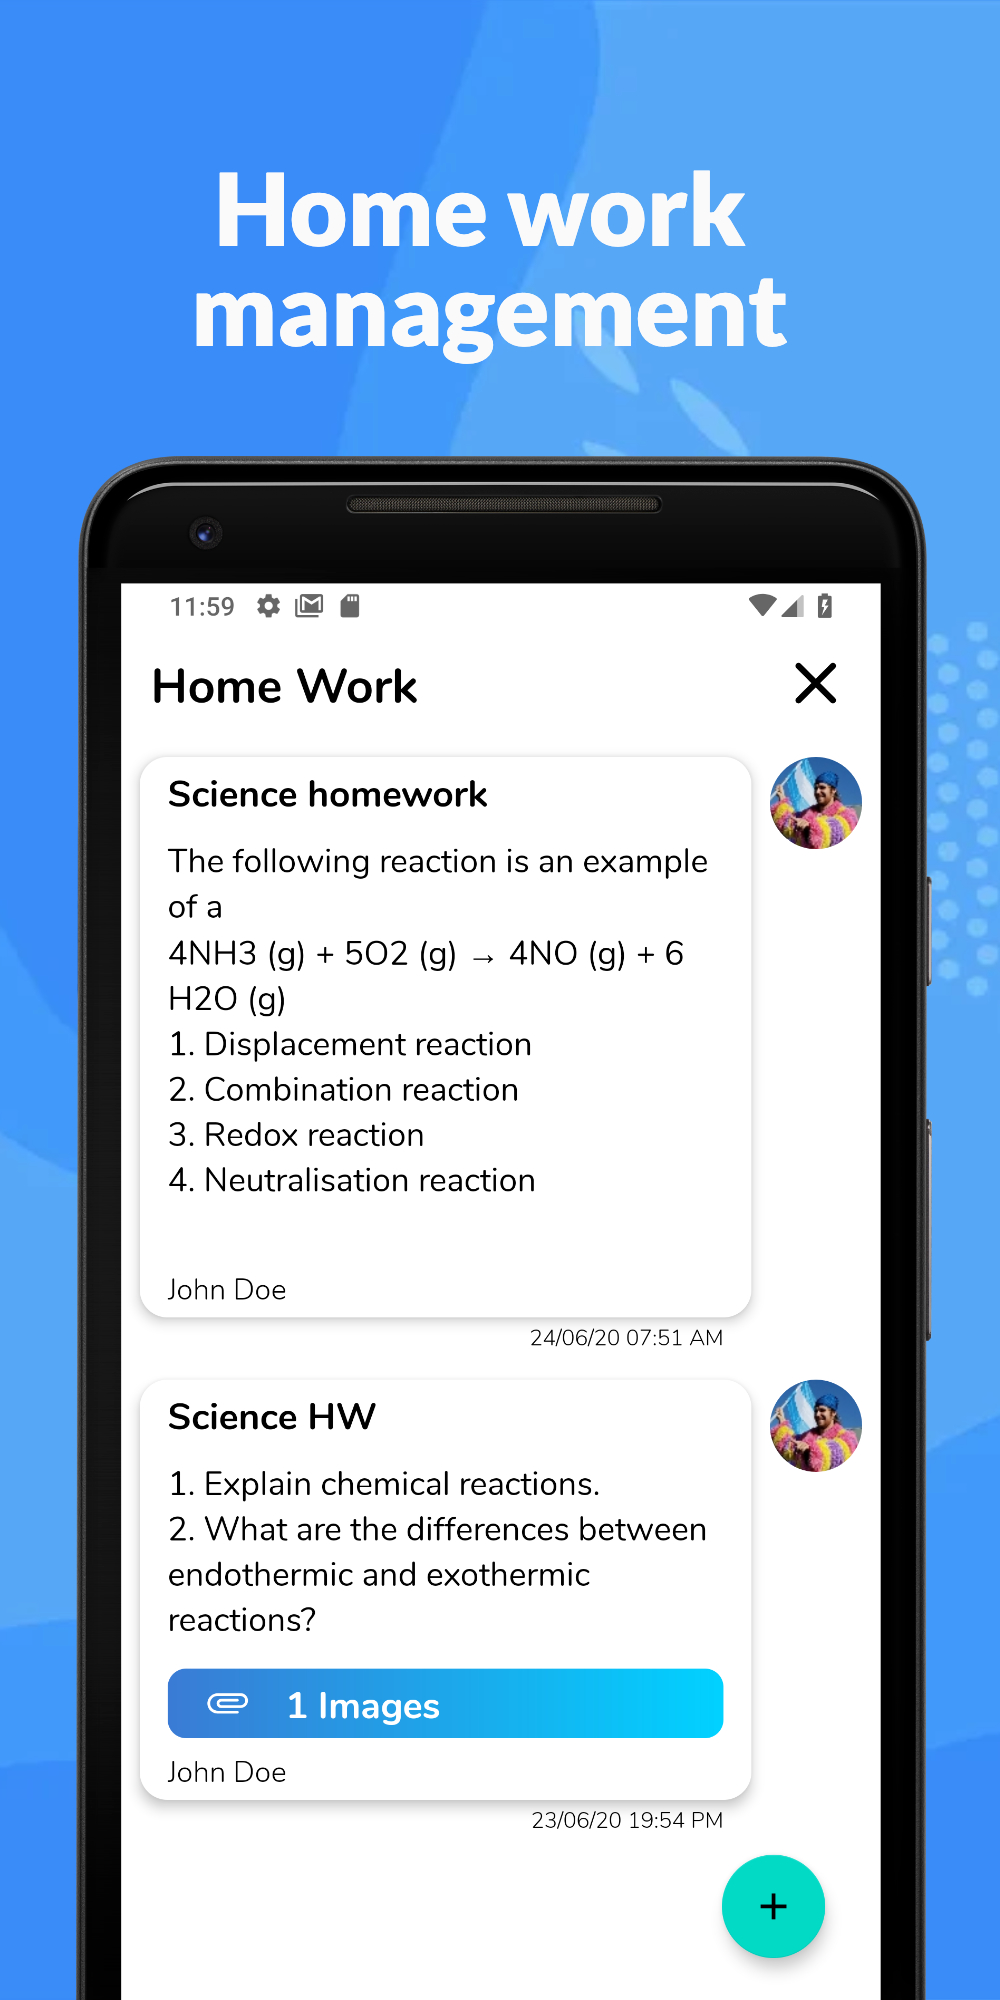 Home work
management
11:59
Home Work
Science homework
The following reaction is an example
of a
4NH3 (g) + 5O2 (g) → 4NO (g) + 6
H2O (g)
1. Displacement reaction
2. Combination reaction
3. Redox reaction
4. Neutralisation reaction
John Doe
24/06/20 07:51 AM
Science HW
1. Explain chemical reactions.
2. What are the differences between
endothermic and exothermic
reactions?
1 Images
John Doe
23/06/20 19:54 PM
+